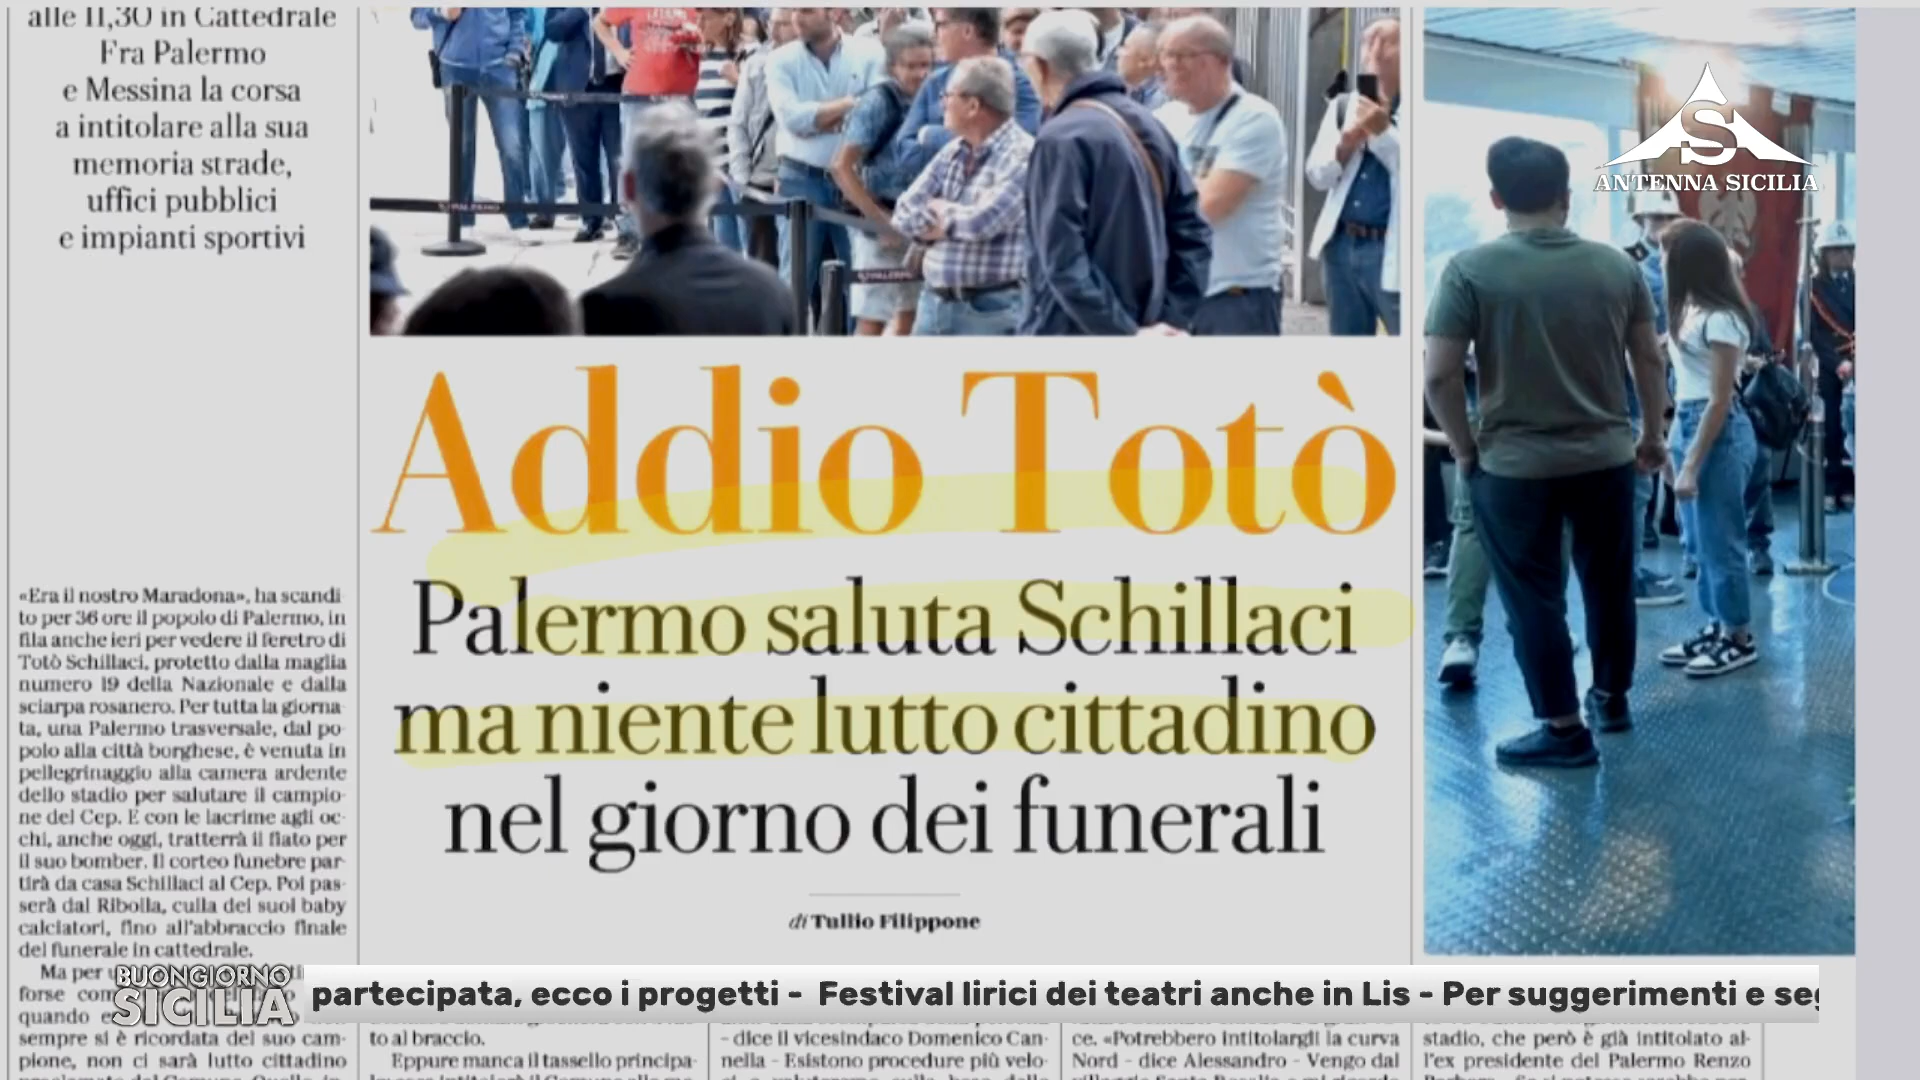 alle 11,30 in Cattedrale
Fra Palermo
e Messina la corsa
a intitolare alla sua
memoria strade,
uffici pubblici
e impianti sportivi
ANTENNA SICILIA
Addio Totò
Palermo saluta Schillaci
ma niente lutto cittadino
nel giorno dei funerali
di Tullio Filippone
«Era il nostro Maradona», ha scandi
to per 36 ore il popolo di Palermo, in
fila anche ieri per vedere il feretro di
Totò Schillaci, protetto dalla maglia
numero 19 della Nazionale e dalla
sciarpa rosanero. Per tutta la giorna-
ta, una Palermo trasversale, dal po-
polo alla città borghese, è venuta in
pellegrinaggio alla camera ardente
dello stadio per salutare il campio-
ne del Cep. E con le lacrime agli oc-
chi, anche oggi, tratterrà il fiato per
il suo bomber. Il corteo funebre par-
tirà da casa Schillaci al Cep. Poi pas-
serà dal Ribolla, culla dei suoi baby
calciatori, fino all'abbraccio finale
del funerale in cattedrale.
Ma per
forse
quando
sempre si è ricordata del suo cam-
pione, non ci sarà lutto cittadino
BUONGIORNO
SICILIA
partecipata, ecco i progetti - Festival lirici dei teatri anche in Lis - Per suggerimenti e seg
to al braccio.
Eppure manca il tassello principa-
- dice il vicesindaco Domenico Can-
nella - Esistono procedure più velo-
ce. «Potrebbero intitolargli la curva
Nord - dice Alessandro - Vengo dal
stadio, che però è già intitolato al-
l'ex presidente del Palermo Renzo